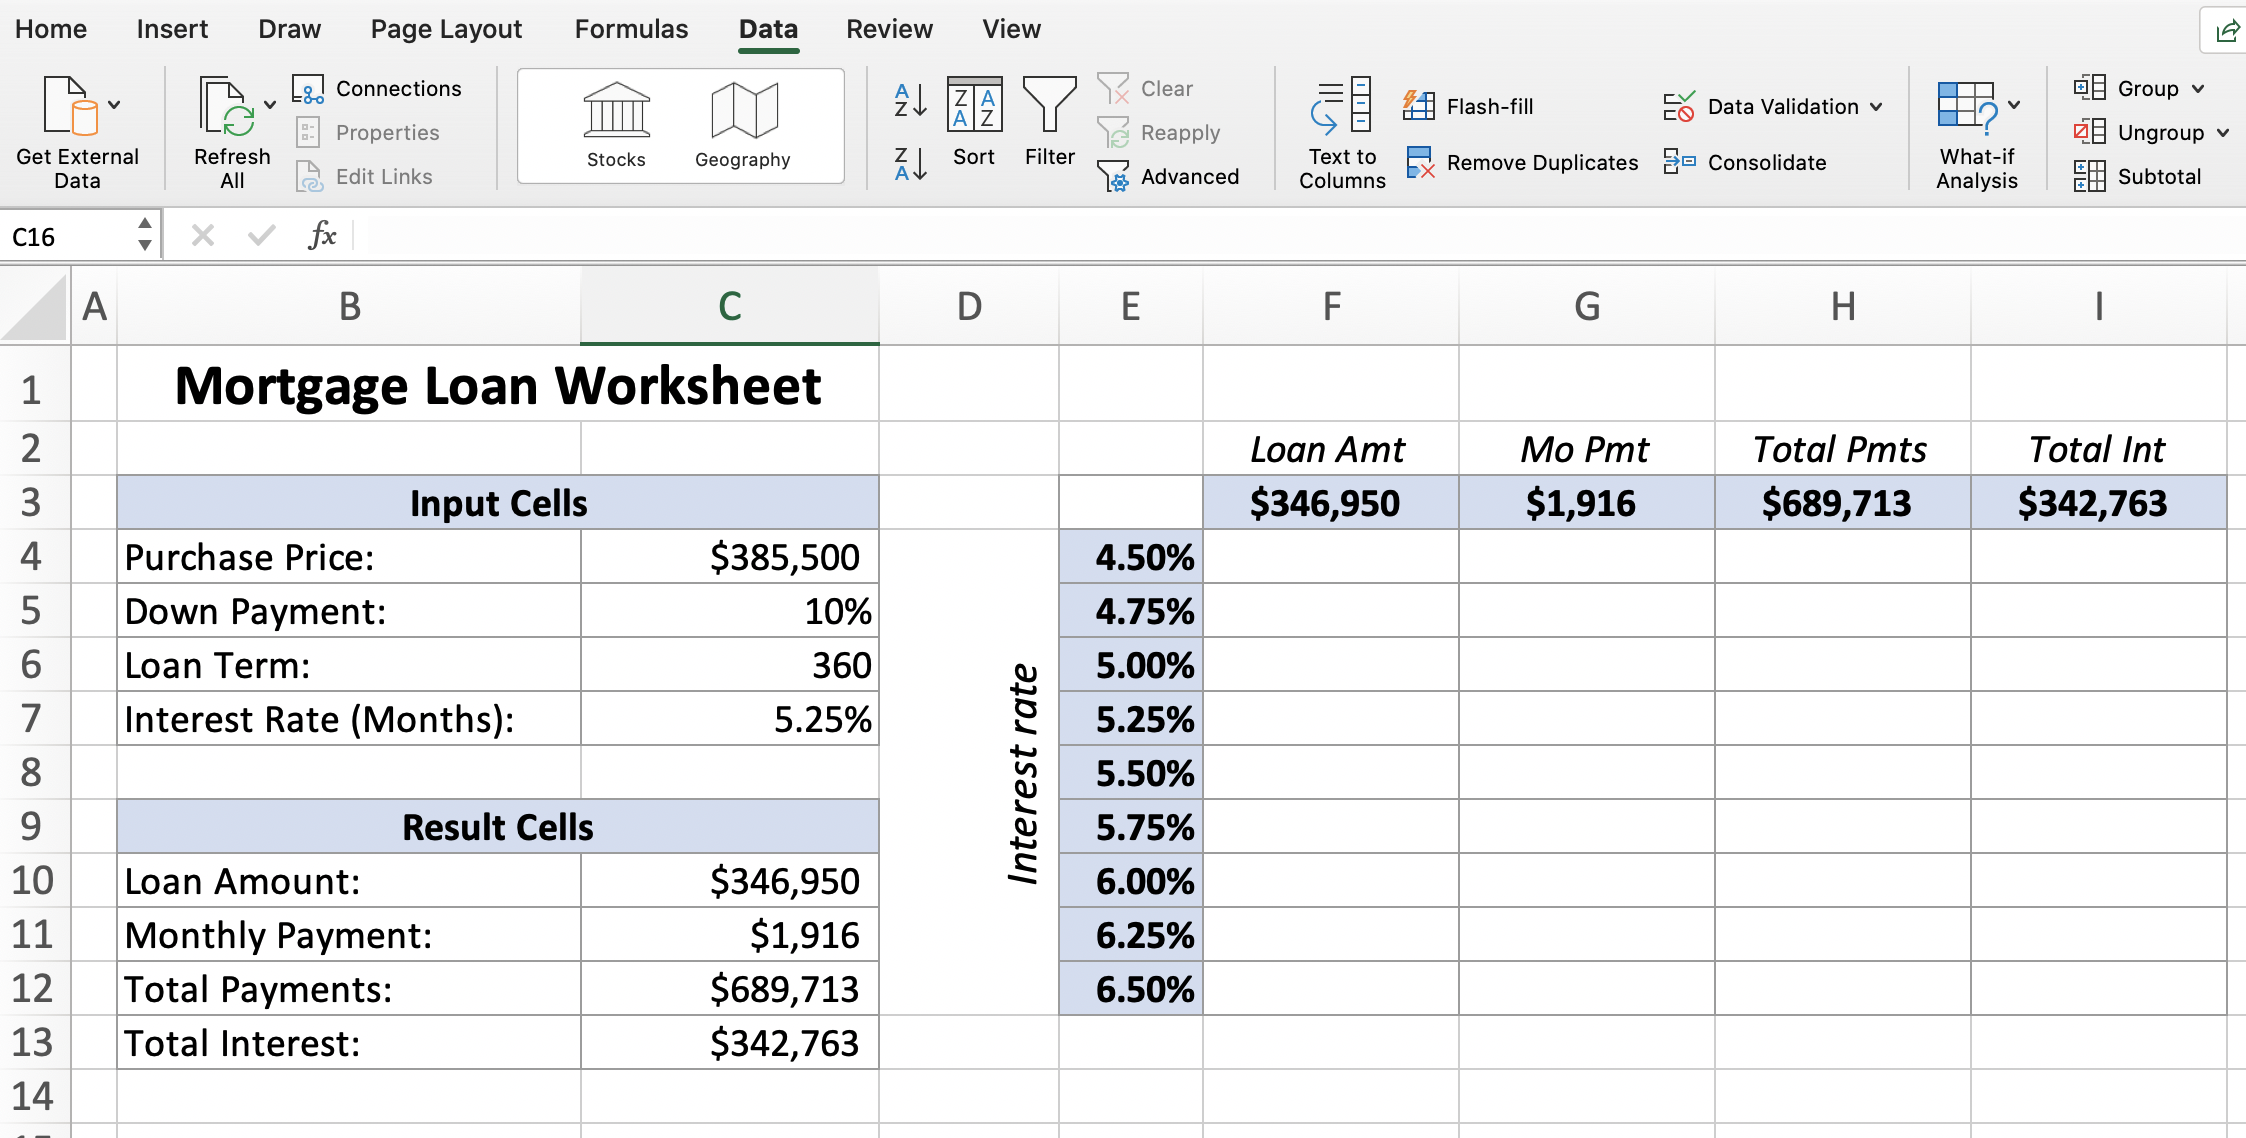 Home Insert Draw Page Layout Formulas Data Review View
Get External Data
Refresh All
Connections
Properties
Edit Links
Stocks Geography
A Z
Z A
Z A A Z
Sort
Filter
Clear
Reapply
Advanced
Text to Columns
Flash-fill
Remove Duplicates
Data Validation
Consolidate
What-if Analysis
Group
Ungroup
Subtotal
C16 fx
A B C D E F G H I
1 Mortgage Loan Worksheet
2 Loan Amt Mo Pmt Total Pmts Total Int
3 Input Cells $346,950 $1,916 $689,713 $342,763
4 Purchase Price: $385,500 4.50%
5 Down Payment: 10% 4.75%
6 Loan Term: 360 5.00%
7 Interest Rate (Months): 5.25% 5.25%
8 5.50%
Interest rate
9 Result Cells 5.75%
10 Loan Amount: $346,950 6.00%
11 Monthly Payment: $1,916 6.25%
12 Total Payments: $689,713 6.50%
13 Total Interest: $342,763
14